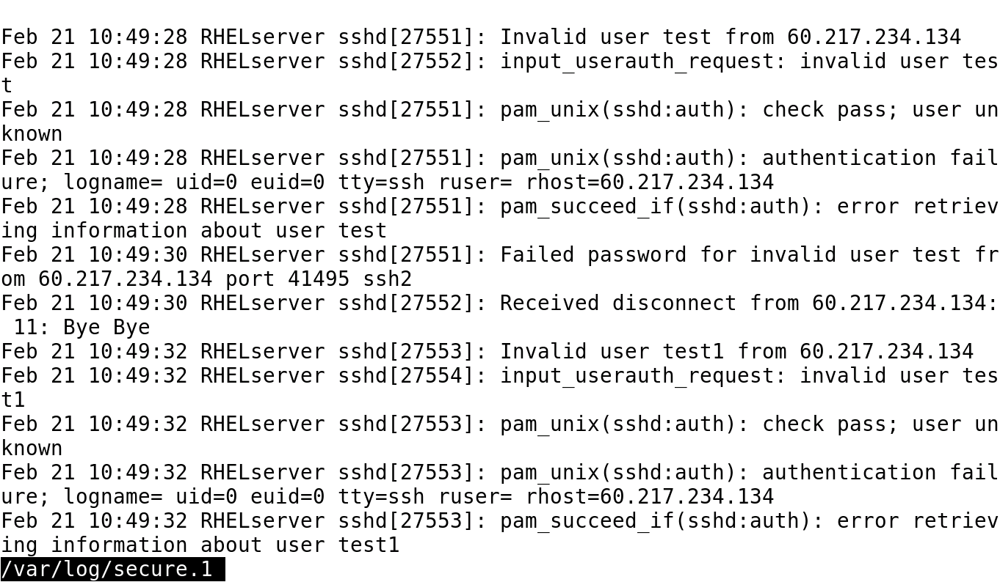 Feb 21 10:49:28 RHELserver sshd[27551]: Invalid user test from 60.217.234.134
Feb 21 10:49:28 RHELserver sshd[27552]: input_userauth_request: invalid user tes
t
Feb 21 10:49:28 RHELserver sshd[27551]: pam_unix(sshd:auth): check pass; user un
known
Feb 21 10:49:28 RHELserver sshd[27551]: pam_unix(sshd:auth): authentication fail
ure; logname= uid=0 euid=0 tty=ssh ruser= rhost=60.217.234.134
Feb 21 10:49:28 RHELserver sshd[27551]: pam_succeed_if(sshd:auth): error retriev
ing information about user test
Feb 21 10:49:30 RHELserver sshd[27551]: Failed password for invalid user test fr
om 60.217.234.134 port 41495 ssh2
Feb 21 10:49:30 RHELserver sshd[27552]: Received disconnect from 60.217.234.134:
 11: Bye Bye
Feb 21 10:49:32 RHELserver sshd[27553]: Invalid user test1 from 60.217.234.134
Feb 21 10:49:32 RHELserver sshd[27554]: input_userauth_request: invalid user tes
t1
Feb 21 10:49:32 RHELserver sshd[27553]: pam_unix(sshd:auth): check pass; user un
known
Feb 21 10:49:32 RHELserver sshd[27553]: pam_unix(sshd:auth): authentication fail
ure; logname= uid=0 euid=0 tty=ssh ruser= rhost=60.217.234.134
Feb 21 10:49:32 RHELserver sshd[27553]: pam_succeed_if(sshd:auth): error retriev
ing information about user test1
/var/log/secure.1